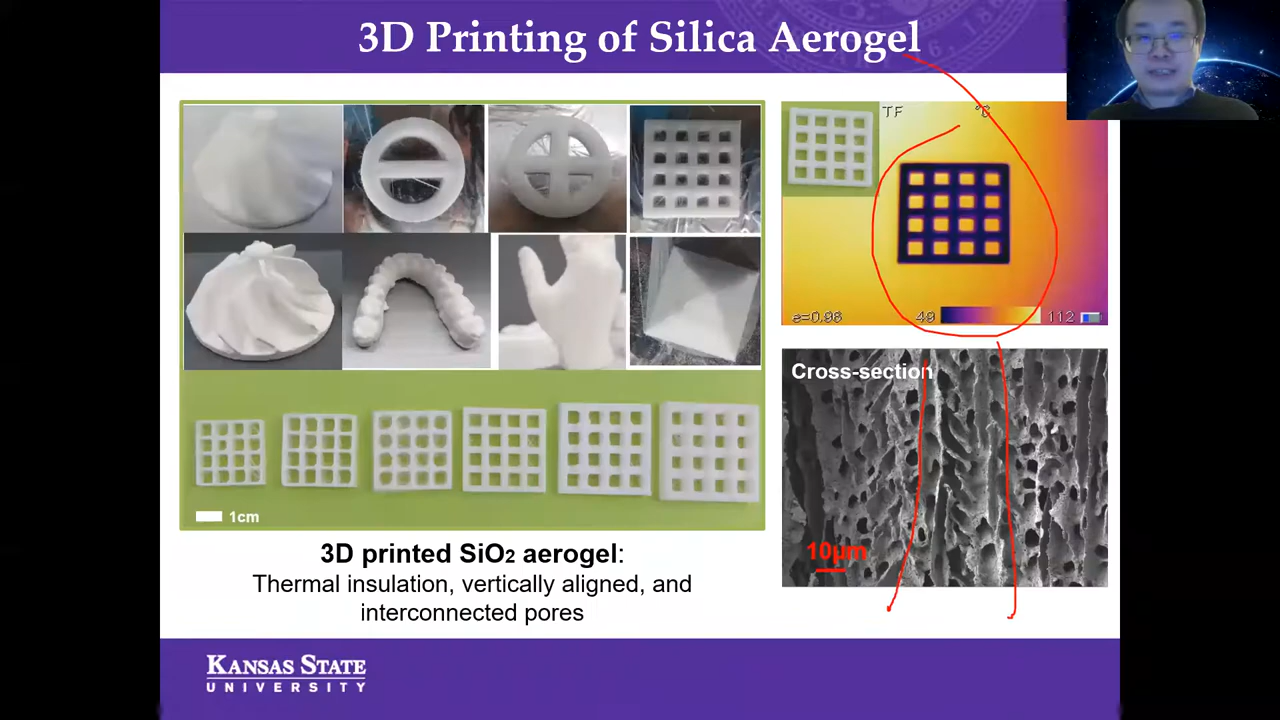 3D Printing of Silica Aerogel
TF °C
e=0.98 49 112
Cross-section
10μm
1cm
3D printed SiO2 aerogel:
Thermal insulation, vertically aligned, and
interconnected pores
KANSAS STATE
UNIVERSITY